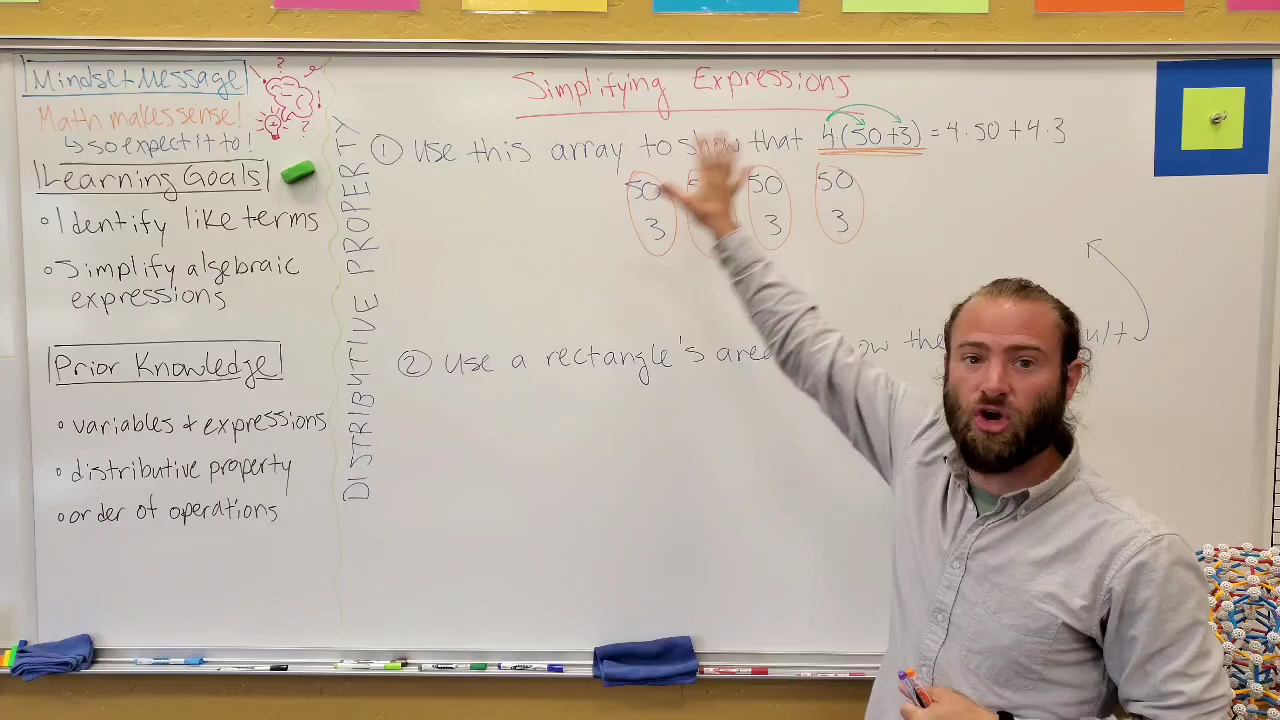 Mindset Message
Math makes sense!
↳ so expect it to!
Learning Goals
◦ Identify like terms
◦ Simplify algebraic
expressions
Prior Knowledge
◦ variables + expressions
◦ distributive property
◦ order of operations
DISTRIBUTIVE PROPERTY
Simplifying Expressions
① Use this array to show that 4(50+3) = 4·50 + 4·3
50 50 50
3 3 3
② Use a rectangle's area
? ! ?